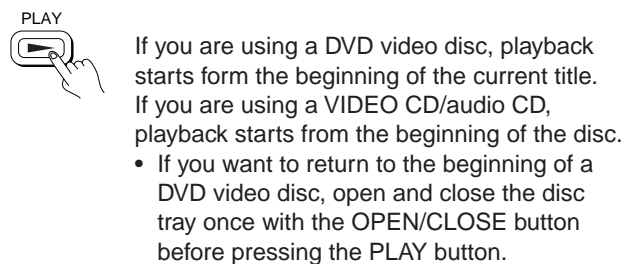 PLAY
If you are using a DVD video disc, playback
starts form the beginning of the current title.
If you are using a VIDEO CD/audio CD,
playback starts from the beginning of the disc.
• If you want to return to the beginning of a
DVD video disc, open and close the disc
tray once with the OPEN/CLOSE button
before pressing the PLAY button.